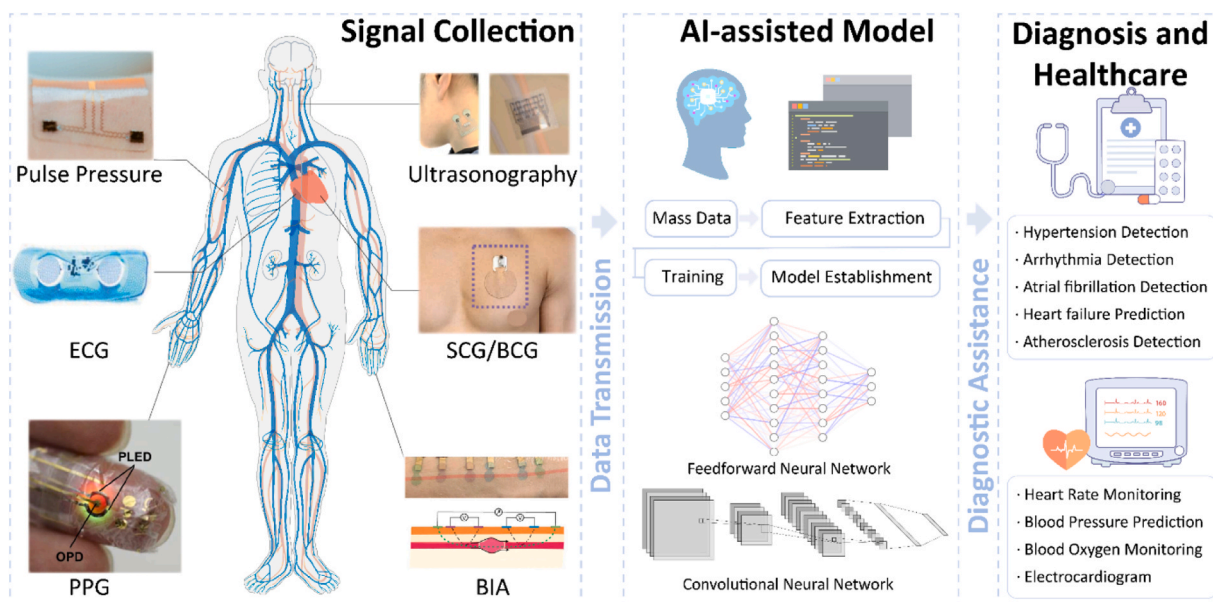 Signal Collection
Pulse Pressure
Ultrasonography
ECG
SCG/BCG
PLED
OPD
PPG
BIA
Data Transmission
AI-assisted Model
Mass Data
Feature Extraction
Training
Model Establishment
Feedforward Neural Network
Convolutional Neural Network
Diagnostic Assistance
Diagnosis and
Healthcare
· Hypertension Detection
· Arrhythmia Detection
· Atrial fibrillation Detection
· Heart failure Prediction
· Atherosclerosis Detection
160
120
98
· Heart Rate Monitoring
· Blood Pressure Prediction
· Blood Oxygen Monitoring
· Electrocardiogram